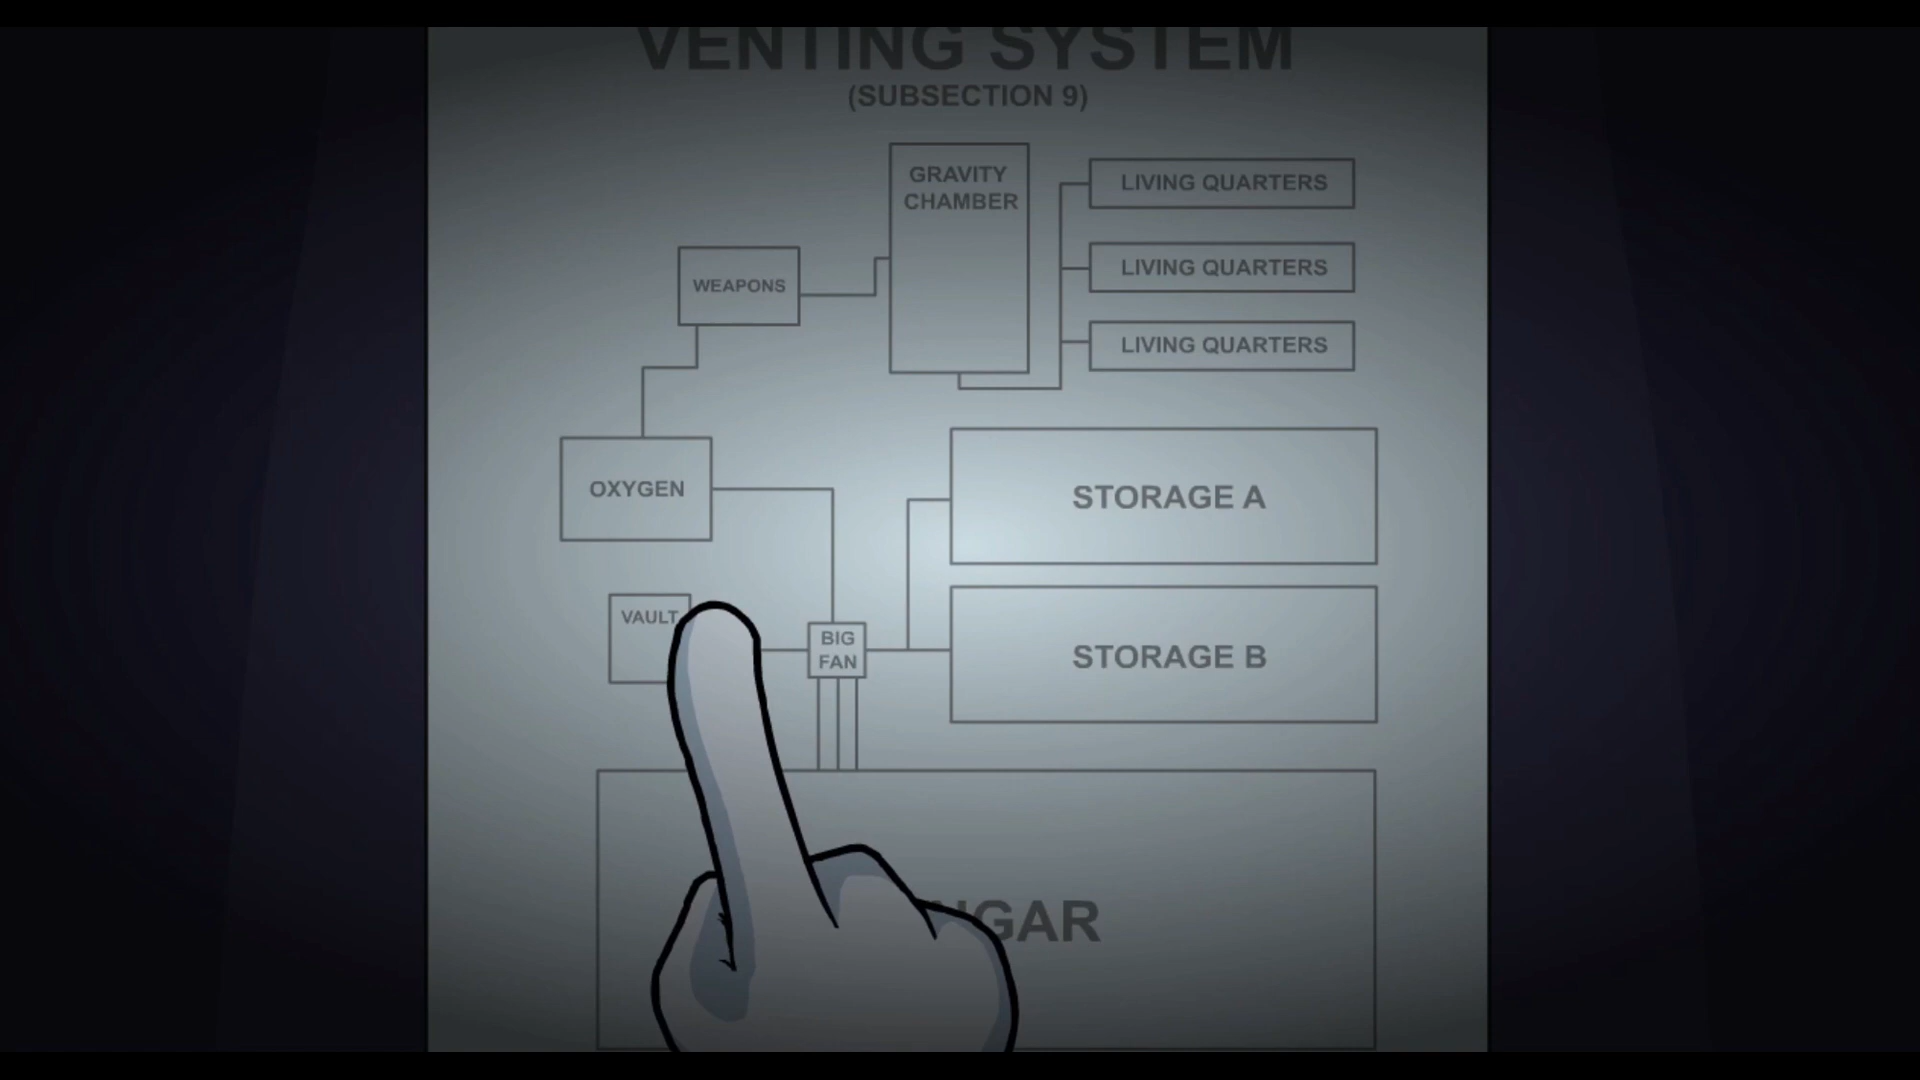 VENTING SYSTEM
(SUBSECTION 9)
GRAVITY
CHAMBER
LIVING QUARTERS
WEAPONS
LIVING QUARTERS
LIVING QUARTERS
OXYGEN
STORAGE A
VAULT
BIG
FAN
STORAGE B